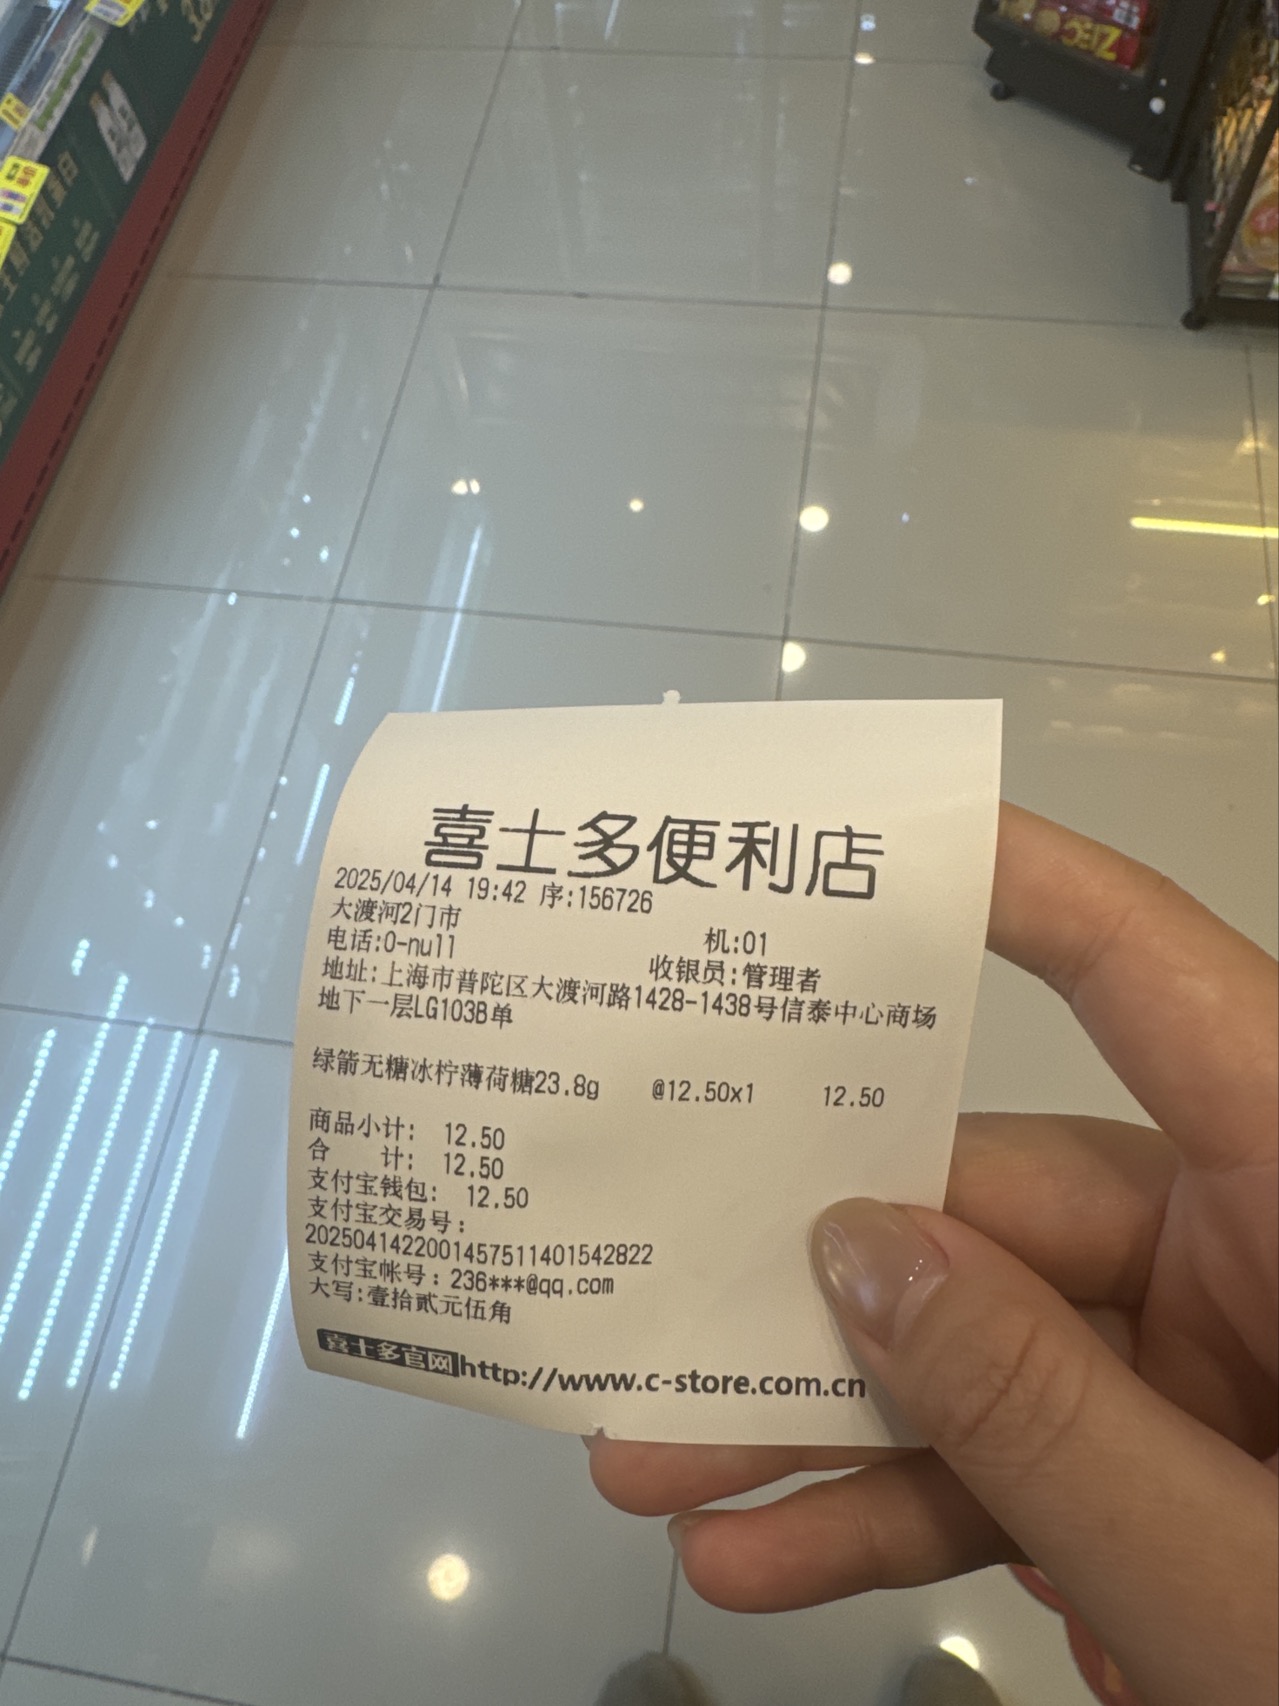 喜士多便利店
2025/04/14 19:42 序:156726
大渡河2门市 机:01
电话:0-null 收银员:管理者
地址:上海市普陀区大渡河路1428-1438号信泰中心商场
地下一层LG103B单
绿箭无糖冰柠薄荷糖23.8g @12.50x1 12.50
商品小计: 12.50
合 计: 12.50
支付宝钱包: 12.50
支付宝交易号:
2025041422001457511401542822
支付宝帐号:236***@qq.com
大写:壹拾贰元伍角
喜士多官网http://www.c-store.com.cn